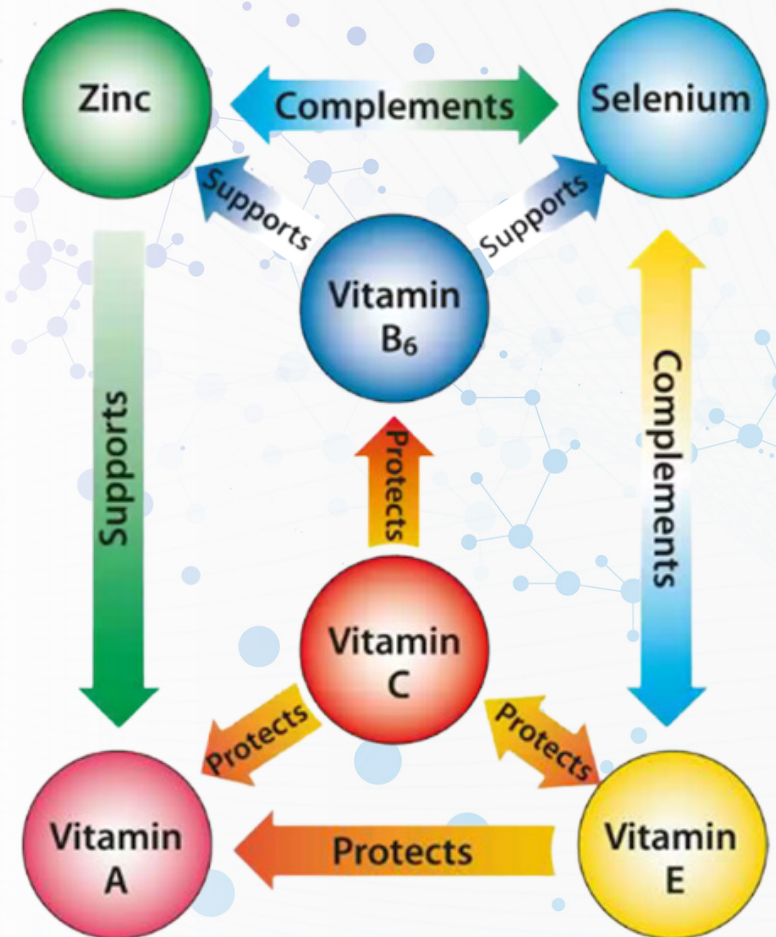 Zinc
Complements
Selenium
Supports
Supports
Vitamin
B₆
Supports
Complements
Protects
Vitamin
C
Protects
Protects
Vitamin
A
Protects
Vitamin
E